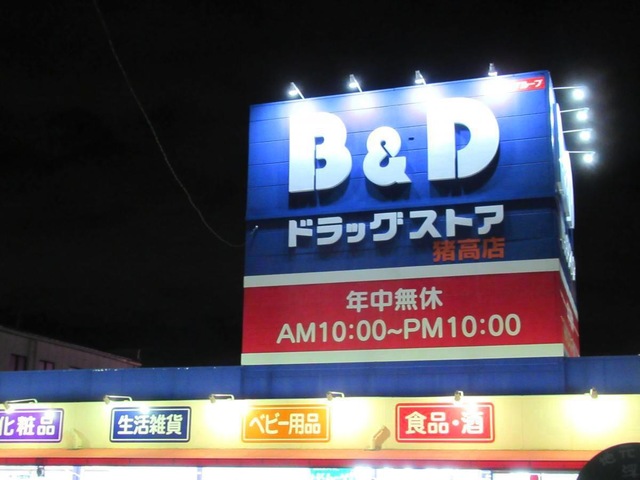 B&D
ドラッグストア
猪高店
年中無休
AM10:00~PM10:00
化粧品
生活雑貨
ベビー用品
食品・酒